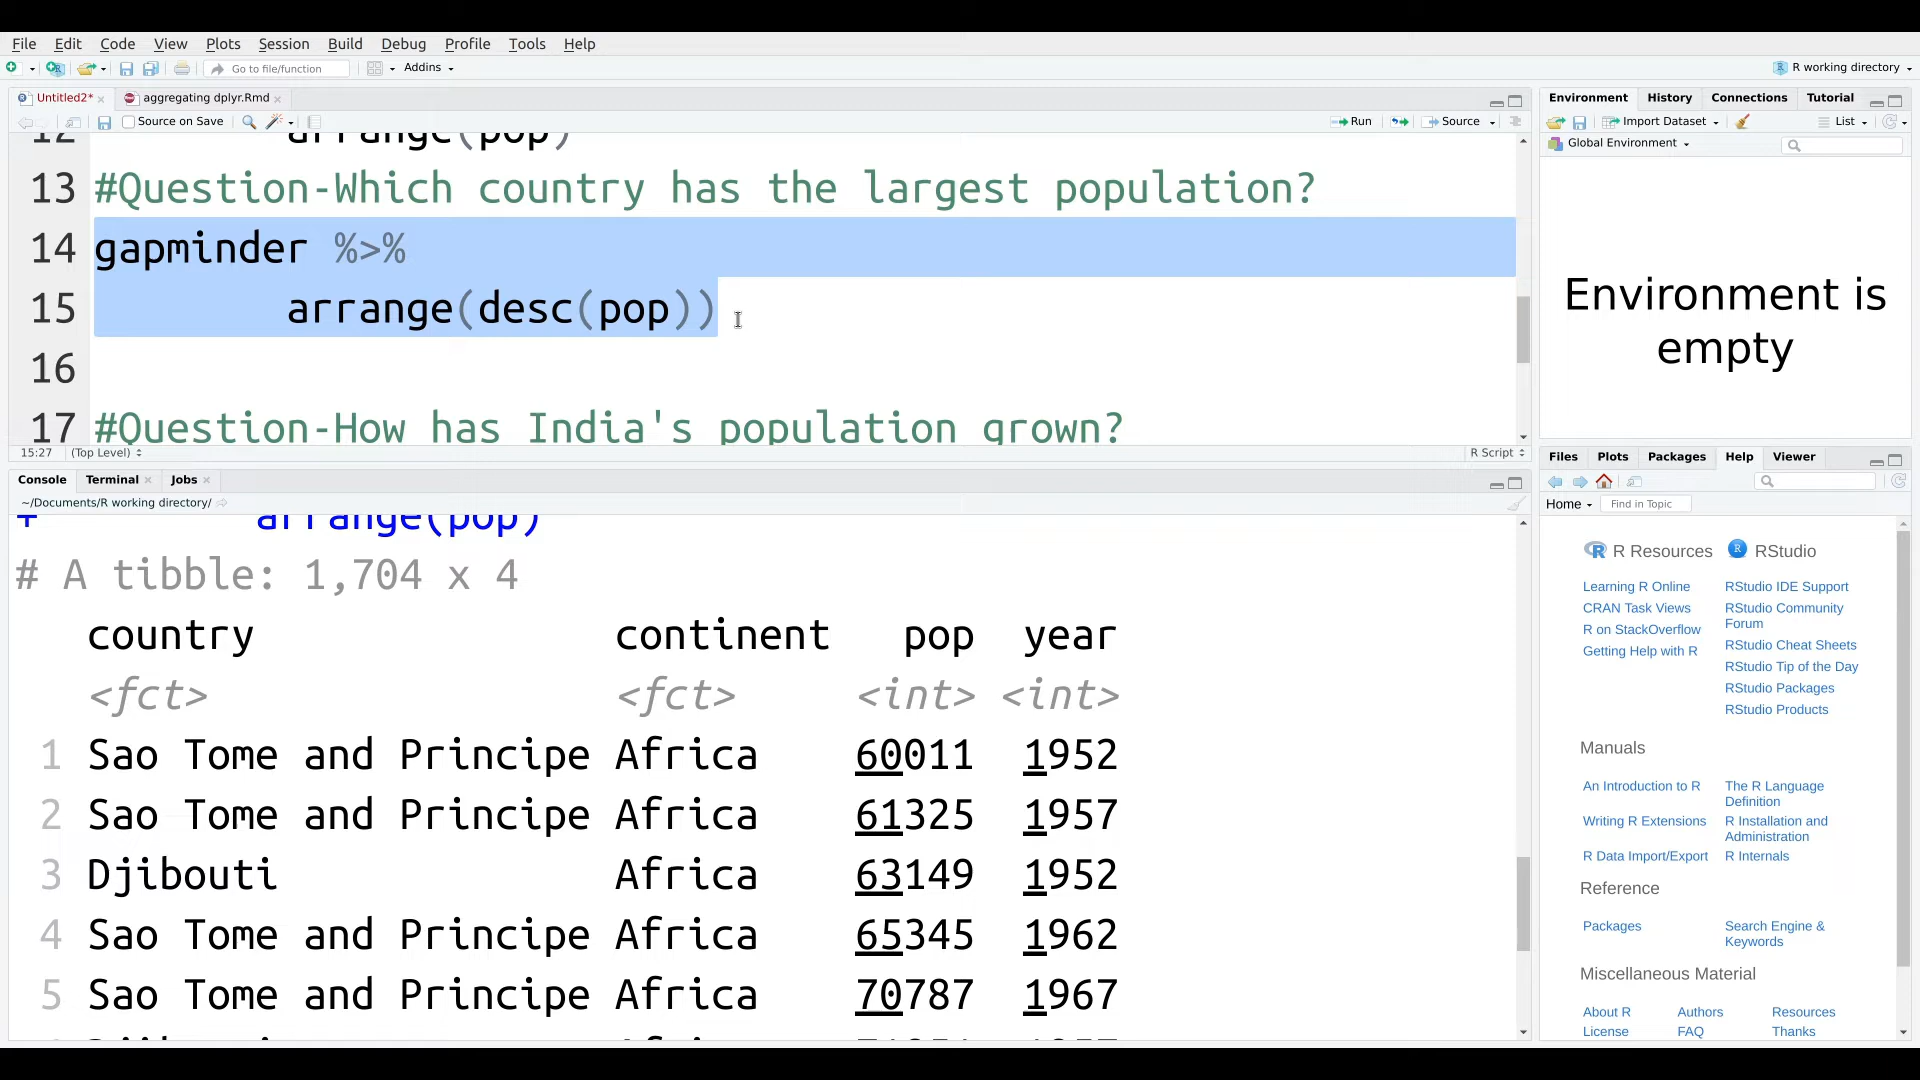 File Edit Code View Plots Session Build Debug Profile Tools Help
Go to file/function Addins R working directory
Untitled2* aggregating dplyr.Rmd
Source on Save Run Source
12 arrange(pop)
13 #Question-Which country has the largest population?
14 gapminder %>%
15 arrange(desc(pop))
16
17 #Question-How has India's population grown?
15:27 (Top Level) R Script
Console Terminal Jobs
~/Documents/R working directory/
+ arrange(pop)
# A tibble: 1,704 x 4
country continent pop year
<fct> <fct> <int> <int>
1 Sao Tome and Principe Africa 60011 1952
2 Sao Tome and Principe Africa 61325 1957
3 Djibouti Africa 63149 1952
4 Sao Tome and Principe Africa 65345 1962
5 Sao Tome and Principe Africa 70787 1967
Environment History Connections Tutorial
Import Dataset List
Global Environment
Environment is
empty
Files Plots Packages Help Viewer
Home Find in Topic
R Resources RStudio
Learning R Online RStudio IDE Support
CRAN Task Views RStudio Community
Forum
R on StackOverflow RStudio Cheat Sheets
Getting Help with R RStudio Tip of the Day
RStudio Packages
RStudio Products
Manuals
An Introduction to R The R Language
Definition
Writing R Extensions R Installation and
Administration
R Data Import/Export R Internals
Reference
Packages Search Engine &
Keywords
Miscellaneous Material
About R Authors Resources
License FAQ Thanks